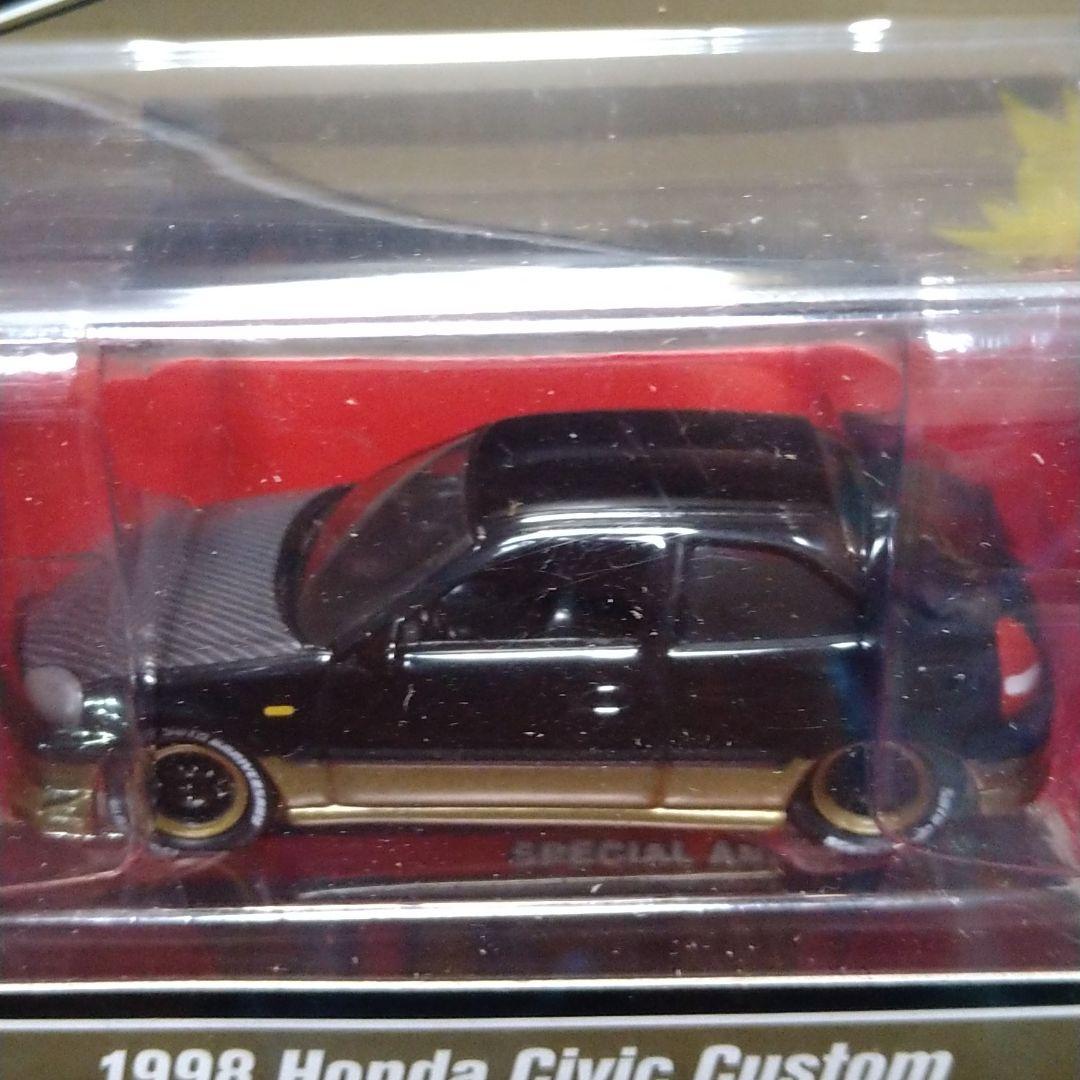 SPECIAL
1998 Honda Civic Custom